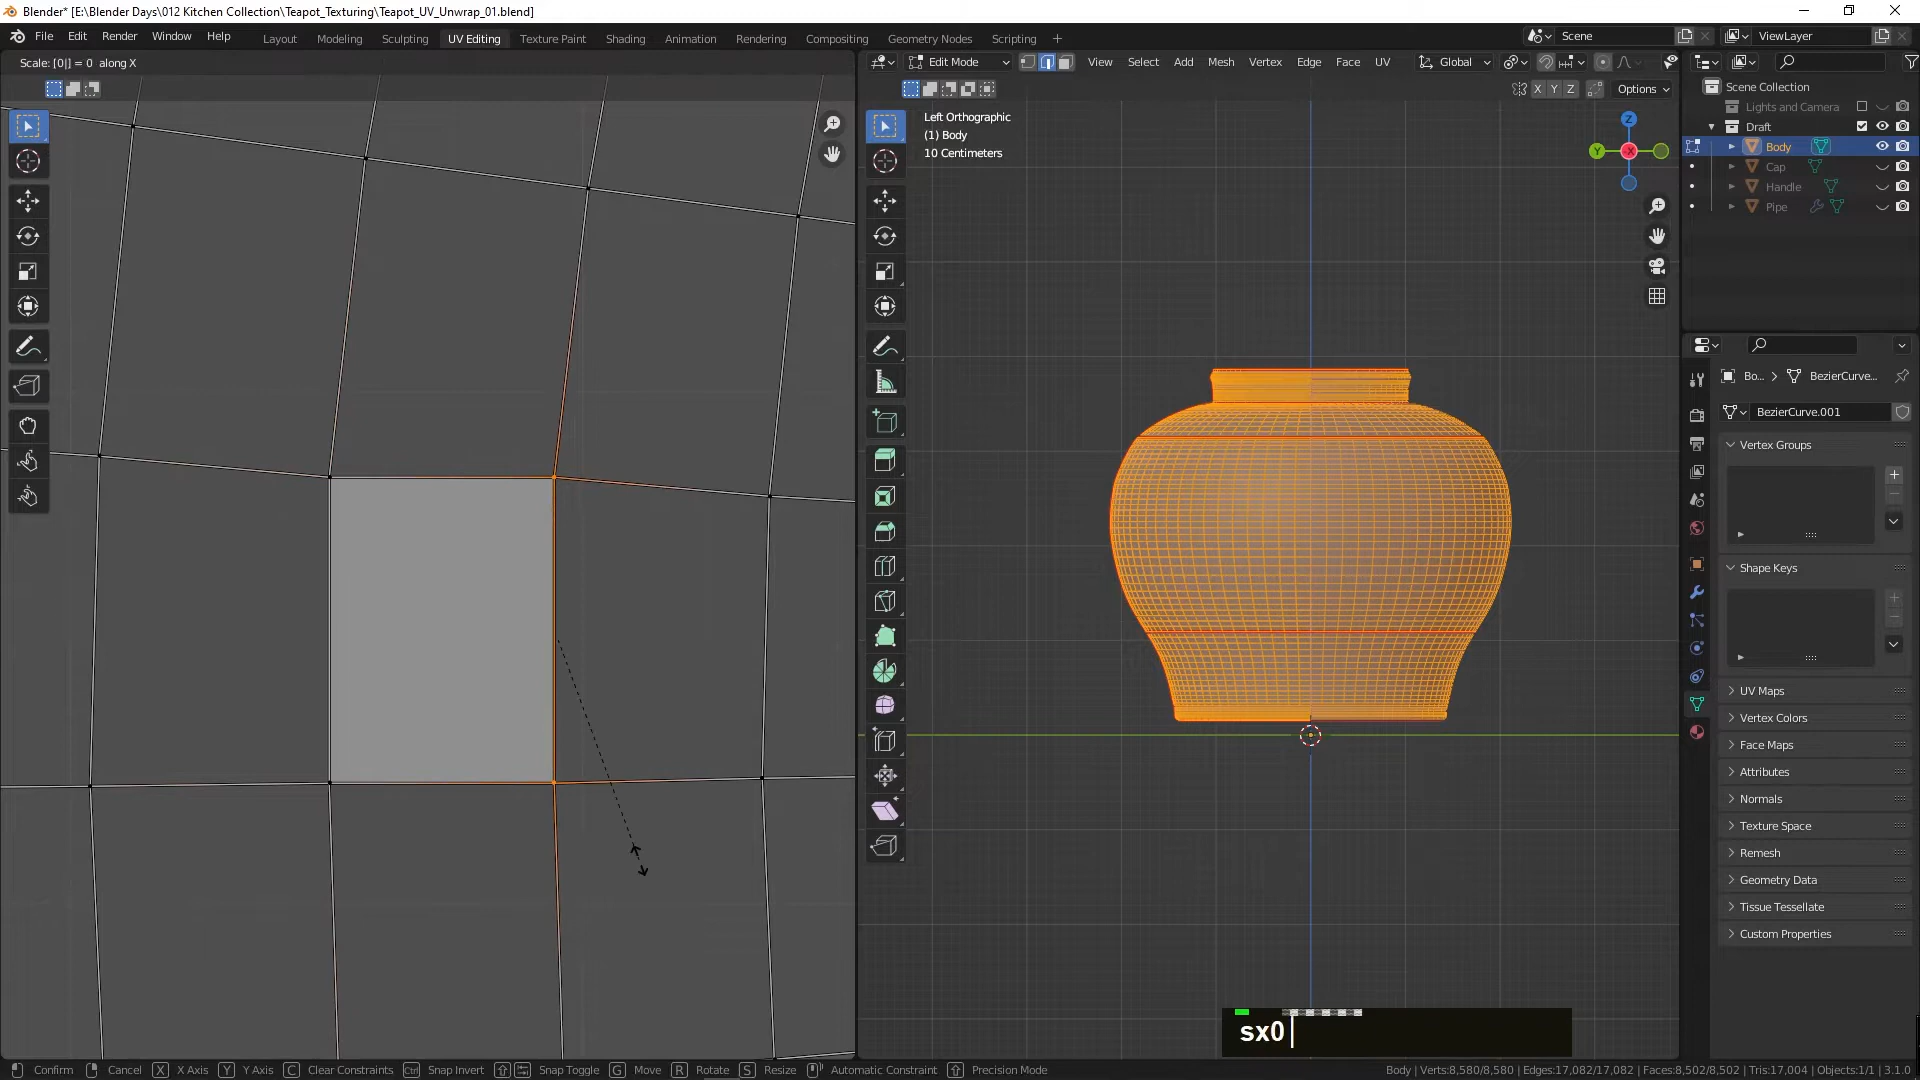 Blender* [E:\Blender Days\012 Kitchen Collection\Teapot_Texturing\Teapot_UV_Unwrap_01.blend]
File Edit Render Window Help
Layout Modeling Sculpting UV Editing Texture Paint Shading Animation Rendering Compositing Geometry Nodes Scripting +
Scene
ViewLayer
Scale: [0|] = 0 along X
Edit Mode
View Select Add Mesh Vertex Edge Face UV
Global
X Y Z
Options
Left Orthographic
(1) Body
10 Centimeters
Z
Y
X
Scene Collection
Lights and Camera
Draft
Body
Cap
Handle
Pipe
Bo... > BezierCurve...
BezierCurve.001
Vertex Groups
Shape Keys
UV Maps
Vertex Colors
Face Maps
Attributes
Normals
Texture Space
Remesh
Geometry Data
Tissue Tessellate
Custom Properties
sx0
Confirm Cancel X X Axis Y Y Axis C Clear Constraints Ctrl Snap Invert Snap Toggle G Move R Rotate S Resize Automatic Constraint Precision Mode
Body | Verts:8,580/8,580 | Edges:17,082/17,082 | Faces:8,502/8,502 | Tris:17,004 | Objects:1/1 | 3.1.0